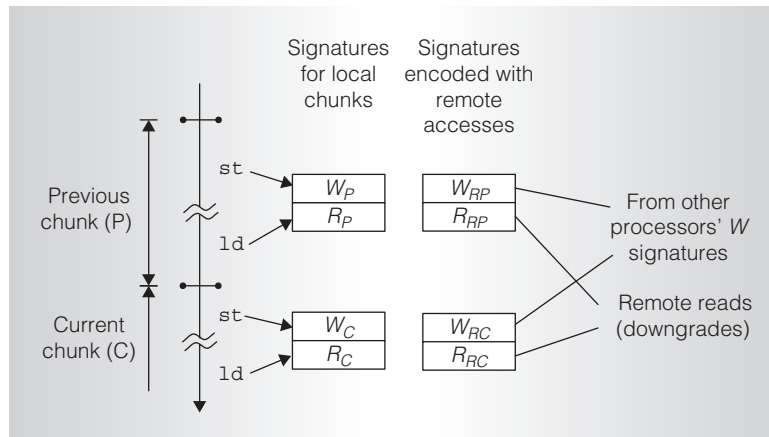 Signatures
for local
chunks
Signatures
encoded with
remote
accesses
Previous
chunk (P)
st
ld
W_P
R_P
W_RP
R_RP
From other
processors' W
signatures
Current
chunk (C)
st
ld
W_C
R_C
W_RC
R_RC
Remote reads
(downgrades)